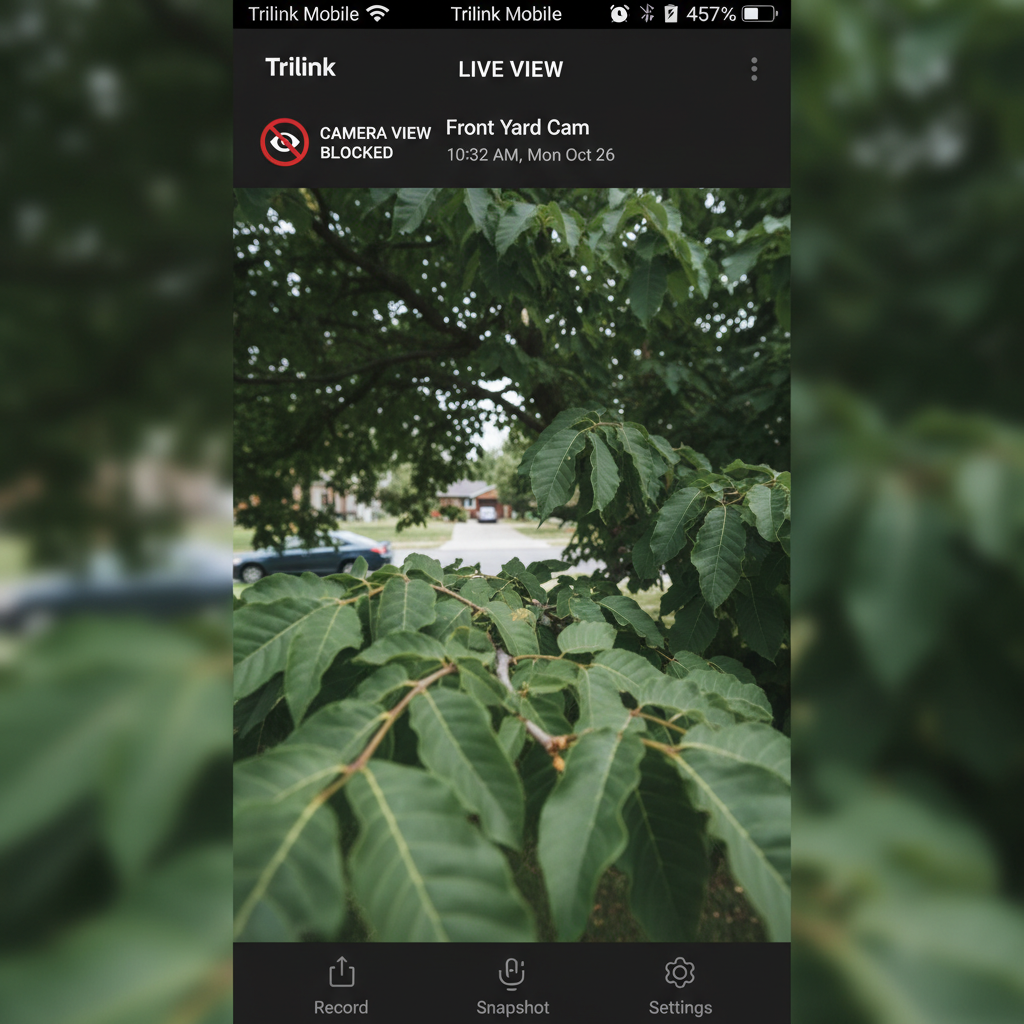 Trilink Mobile Trilink Mobile 457%
Trilink LIVE VIEW
CAMERA VIEW
BLOCKED
Front Yard Cam
10:32 AM, Mon Oct 26
Record Snapshot Settings